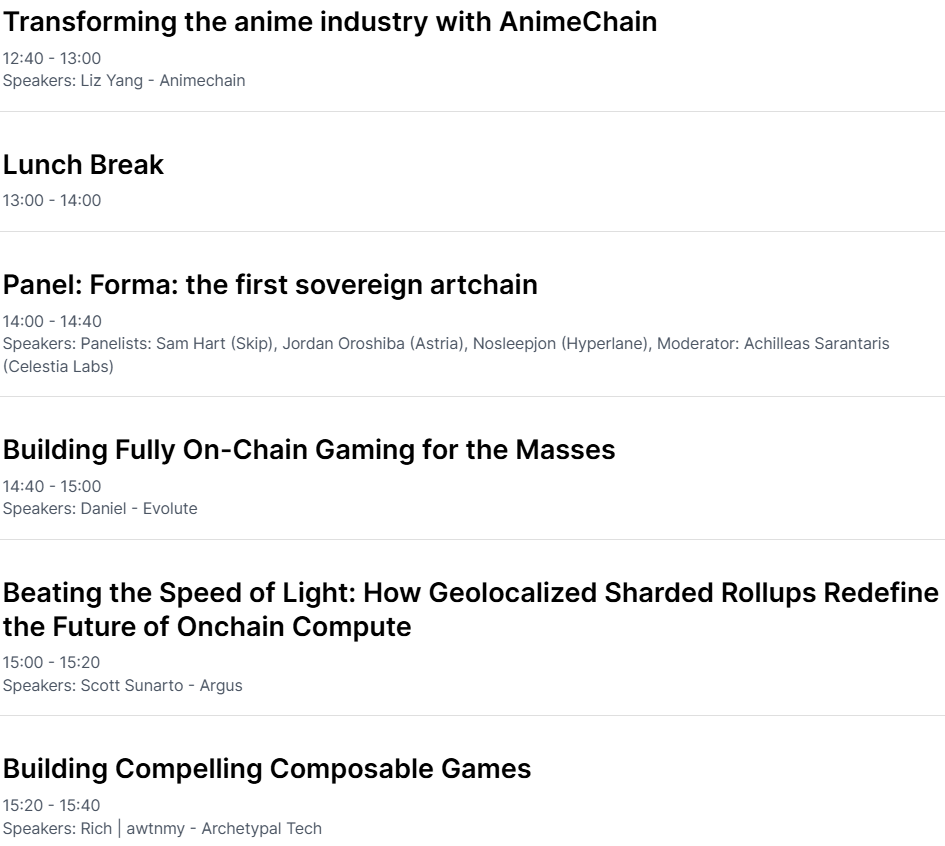 Transforming the anime industry with AnimeChain
12:40 - 13:00
Speakers: Liz Yang - Animechain
Lunch Break
13:00 - 14:00
Panel: Forma: the first sovereign artchain
14:00 - 14:40
Speakers: Panelists: Sam Hart (Skip), Jordan Oroshiba (Astria), Nosleepjon (Hyperlane), Moderator: Achilleas Sarantaris
(Celestia Labs)
Building Fully On-Chain Gaming for the Masses
14:40 - 15:00
Speakers: Daniel - Evolute
Beating the Speed of Light: How Geolocalized Sharded Rollups Redefine
the Future of Onchain Compute
15:00 - 15:20
Speakers: Scott Sunarto - Argus
Building Compelling Composable Games
15:20 - 15:40
Speakers: Rich | awtnmy - Archetypal Tech